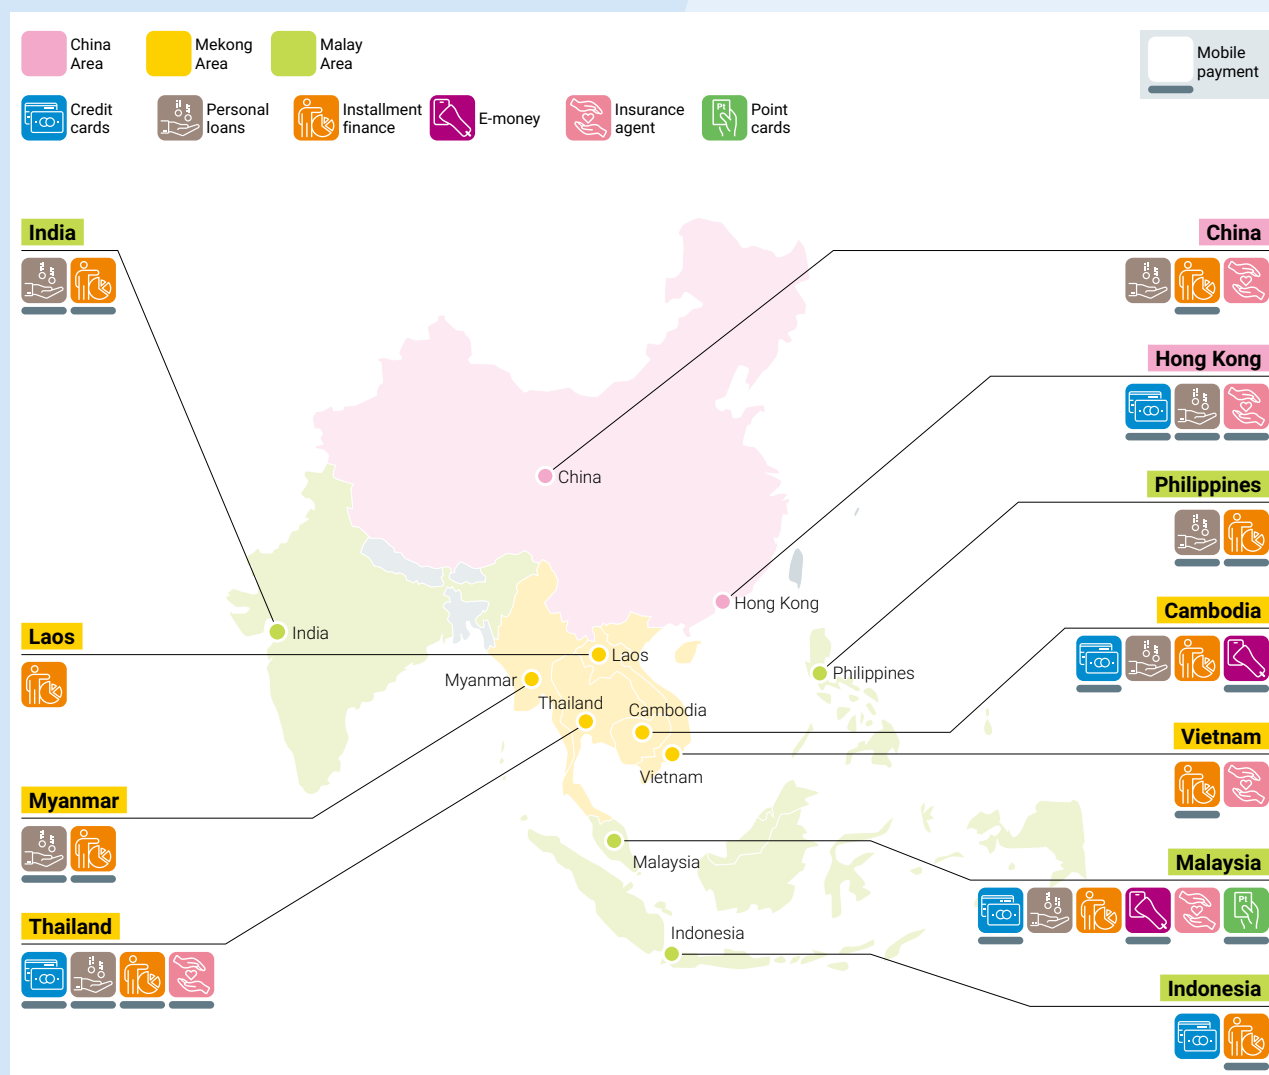 China
Area
Mekong
Area
Malay
Area
Mobile
payment
Credit
cards
Personal
loans
Installment
finance
E-money
Insurance
agent
Point
cards
India
China
Hong Kong
Philippines
Cambodia
Vietnam
Malaysia
Indonesia
Laos
Myanmar
Thailand
China
Hong Kong
India
Laos
Myanmar
Philippines
Thailand
Cambodia
Vietnam
Malaysia
Indonesia
Pt
Pt